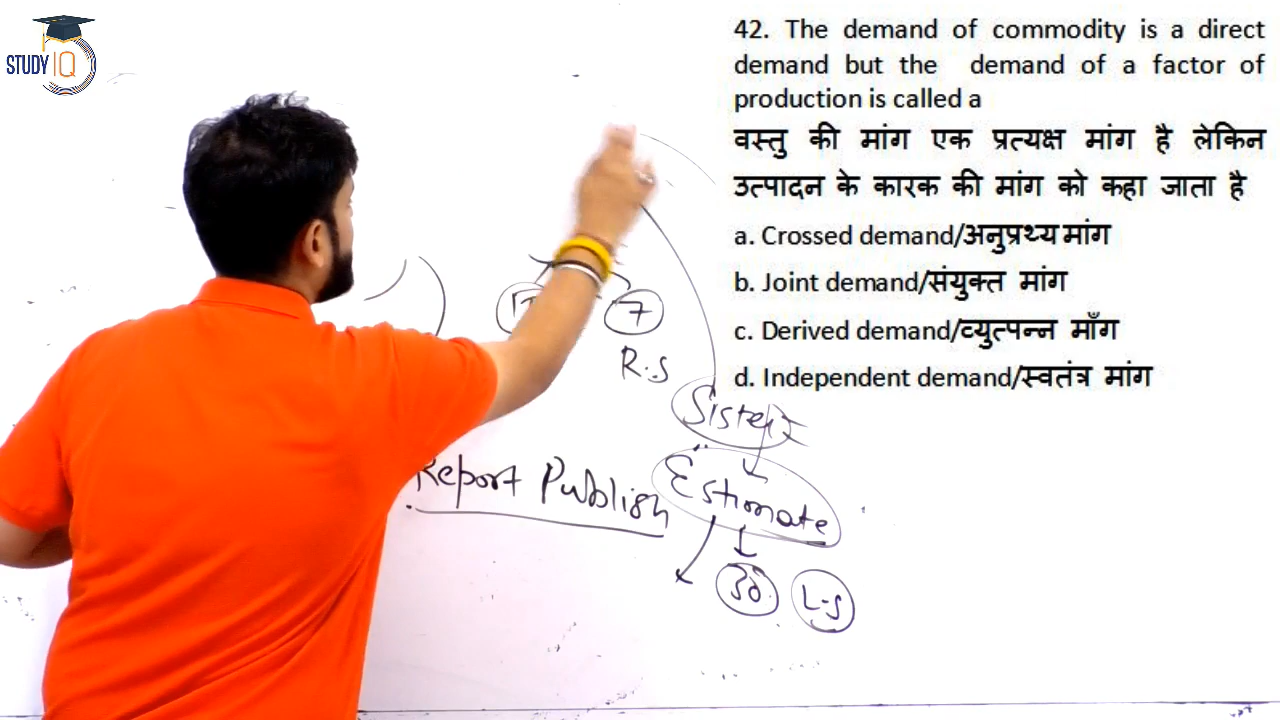 STUDY IQ
42. The demand of commodity is a direct
demand but the demand of a factor of
production is called a
वस्तु की मांग एक प्रत्यक्ष मांग है लेकिन
उत्पादन के कारक की मांग को कहा जाता है
a. Crossed demand/अनुप्रथ्य मांग
b. Joint demand/संयुक्त मांग
c. Derived demand/व्युत्पन्न माँग
d. Independent demand/स्वतंत्र मांग
7
R.S
Sister
Report Publish
Estimate
30 L-S